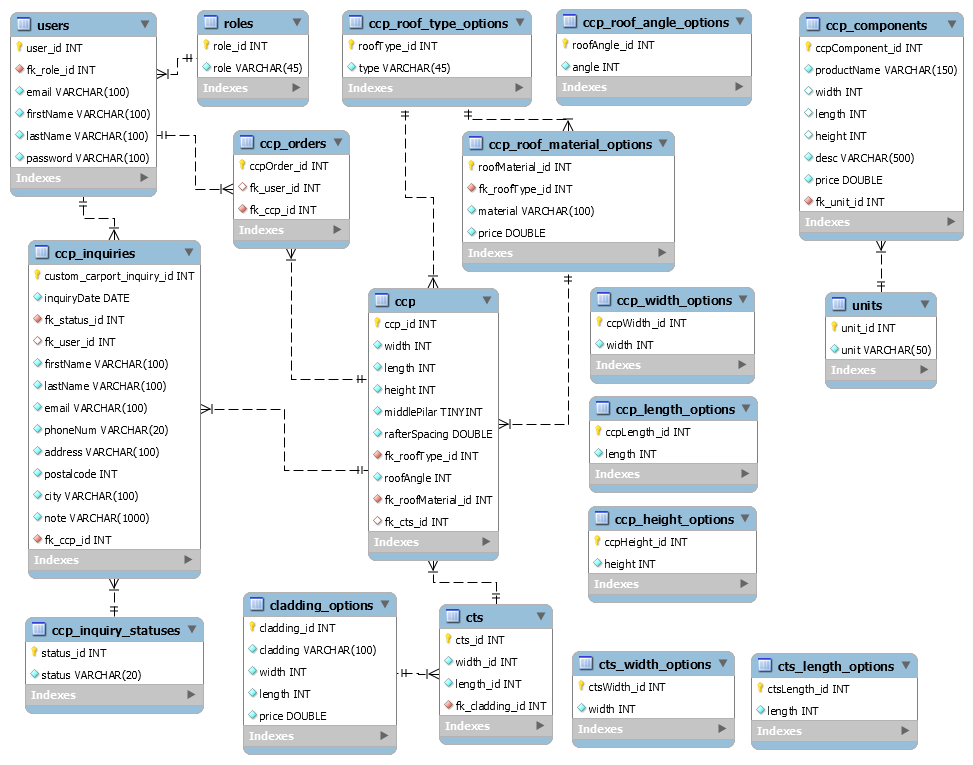 users
user_id INT
fk_role_id INT
email VARCHAR(100)
firstName VARCHAR(100)
lastName VARCHAR(100)
password VARCHAR(100)
Indexes
roles
role_id INT
role VARCHAR(45)
Indexes
ccp_roof_type_options
roofType_id INT
type VARCHAR(45)
Indexes
ccp_roof_angle_options
roofAngle_id INT
angle INT
Indexes
ccp_components
ccpComponent_id INT
productName VARCHAR(150)
width INT
length INT
height INT
desc VARCHAR(500)
price DOUBLE
fk_unit_id INT
Indexes
ccp_orders
ccpOrder_id INT
fk_user_id INT
fk_ccp_id INT
Indexes
ccp_roof_material_options
roofMaterial_id INT
fk_roofType_id INT
material VARCHAR(100)
price DOUBLE
Indexes
ccp_inquiries
custom_carport_inquiry_id INT
inquiryDate DATE
fk_status_id INT
fk_user_id INT
firstName VARCHAR(100)
lastName VARCHAR(100)
email VARCHAR(100)
phoneNum VARCHAR(20)
address VARCHAR(100)
postalcode INT
city VARCHAR(100)
note VARCHAR(1000)
fk_ccp_id INT
Indexes
ccp
ccp_id INT
width INT
length INT
height INT
middlePilar TINYINT
rafterSpacing DOUBLE
fk_roofType_id INT
roofAngle INT
fk_roofMaterial_id INT
fk_cts_id INT
Indexes
ccp_width_options
ccpWidth_id INT
width INT
Indexes
units
unit_id INT
unit VARCHAR(50)
Indexes
ccp_length_options
ccpLength_id INT
length INT
Indexes
ccp_height_options
ccpHeight_id INT
height INT
Indexes
ccp_inquiry_statuses
status_id INT
status VARCHAR(20)
Indexes
cladding_options
cladding_id INT
cladding VARCHAR(100)
width INT
length INT
price DOUBLE
Indexes
cts
cts_id INT
width_id INT
length_id INT
fk_cladding_id INT
Indexes
cts_width_options
ctsWidth_id INT
width INT
Indexes
cts_length_options
ctsLength_id INT
length INT
Indexes